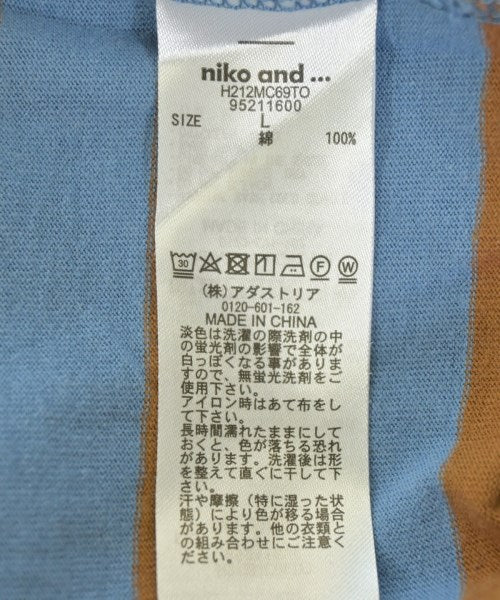 niko and ...
H212MC69TO
95211600
SIZE L
綿 100%
30 F W
(株)アダストリア
0120-601-162
MADE IN CHINA
淡色は洗濯の際洗剤の中
の蛍光剤の影響で全体が
白っぽくなる事がありま
すので、無蛍光洗剤をご
使用下さい。
アイロン時はあて布をし
て下さい。
長時間濡れたままにして
おくと、色が落ちる恐れ
があります。洗濯後は形
を整えて直ぐに干して下
さい。
汗や摩擦（特に湿った状
態）により色が移る場合
があります。他の衣類と
の組み合わせにご注意下
さい。